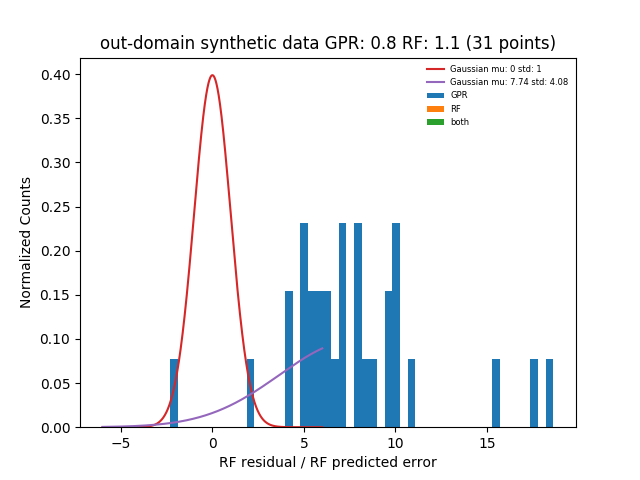 out-domain synthetic data GPR: 0.8 RF: 1.1 (31 points)
Gaussian mu: 0 std: 1
Gaussian mu: 7.74 std: 4.08
GPR
RF
both
Normalized Counts
0.40
0.35
0.30
0.25
0.20
0.15
0.10
0.05
0.00
−5
0
5
10
15
RF residual / RF predicted error